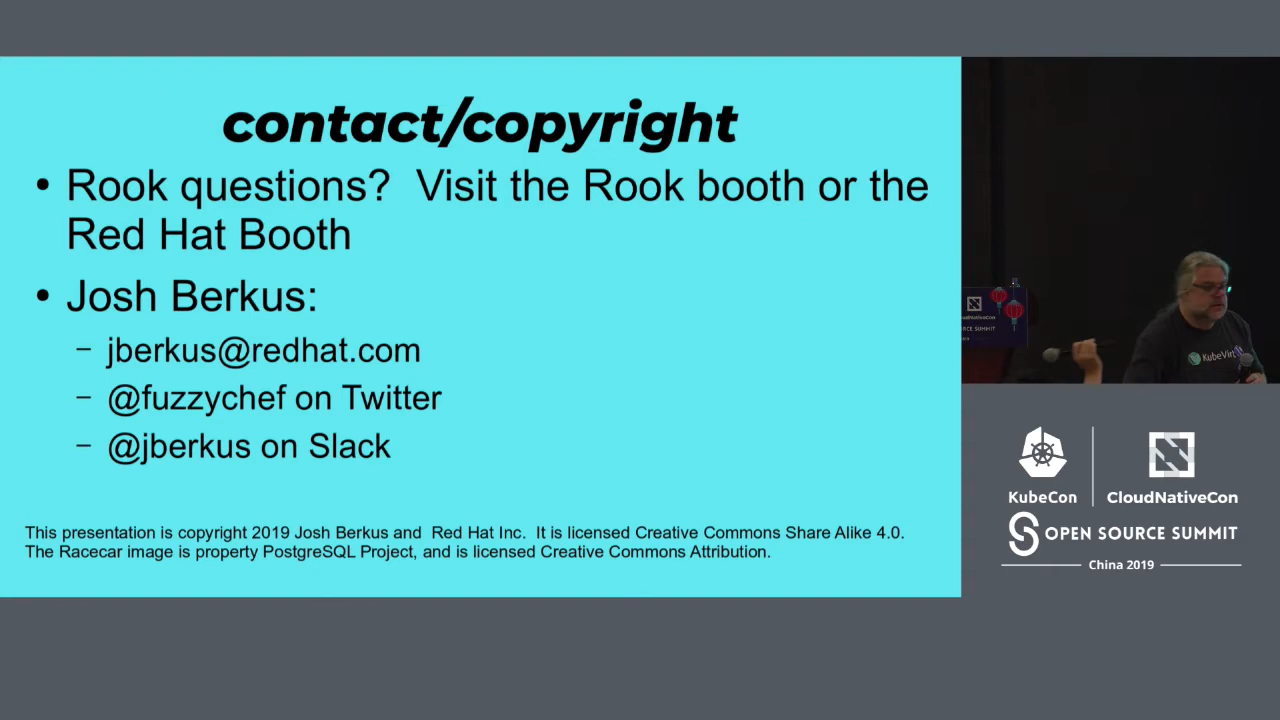 contact/copyright
• Rook questions?  Visit the Rook booth or the
Red Hat Booth
• Josh Berkus:
– jberkus@redhat.com
– @fuzzychef on Twitter
– @jberkus on Slack
This presentation is copyright 2019 Josh Berkus and  Red Hat Inc.  It is licensed Creative Commons Share Alike 4.0.
The Racecar image is property PostgreSQL Project, and is licensed Creative Commons Attribution.
KubeCon
CloudNativeCon
OPEN SOURCE SUMMIT
China 2019